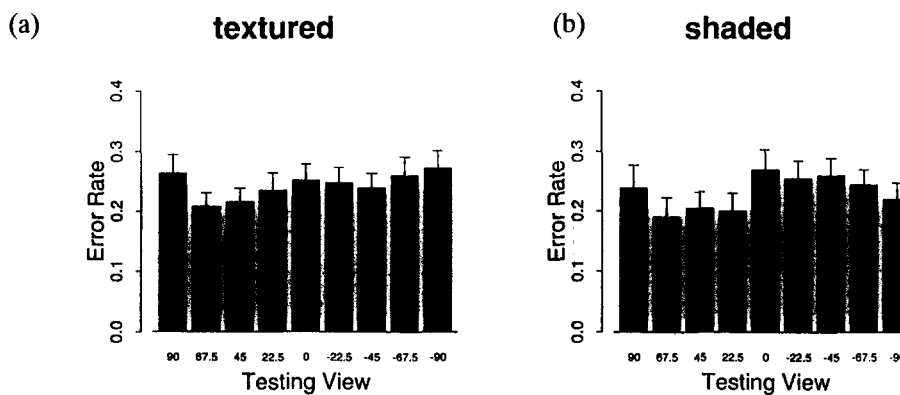 (a)
textured
Error Rate
0.4
0.3
0.2
0.1
0.0
90 67.5 45 22.5 0 -22.5 -45 -67.5 -90
Testing View
(b)
shaded
Error Rate
0.4
0.3
0.2
0.1
0.0
90 67.5 45 22.5 0 -22.5 -45 -67.5
Testing View